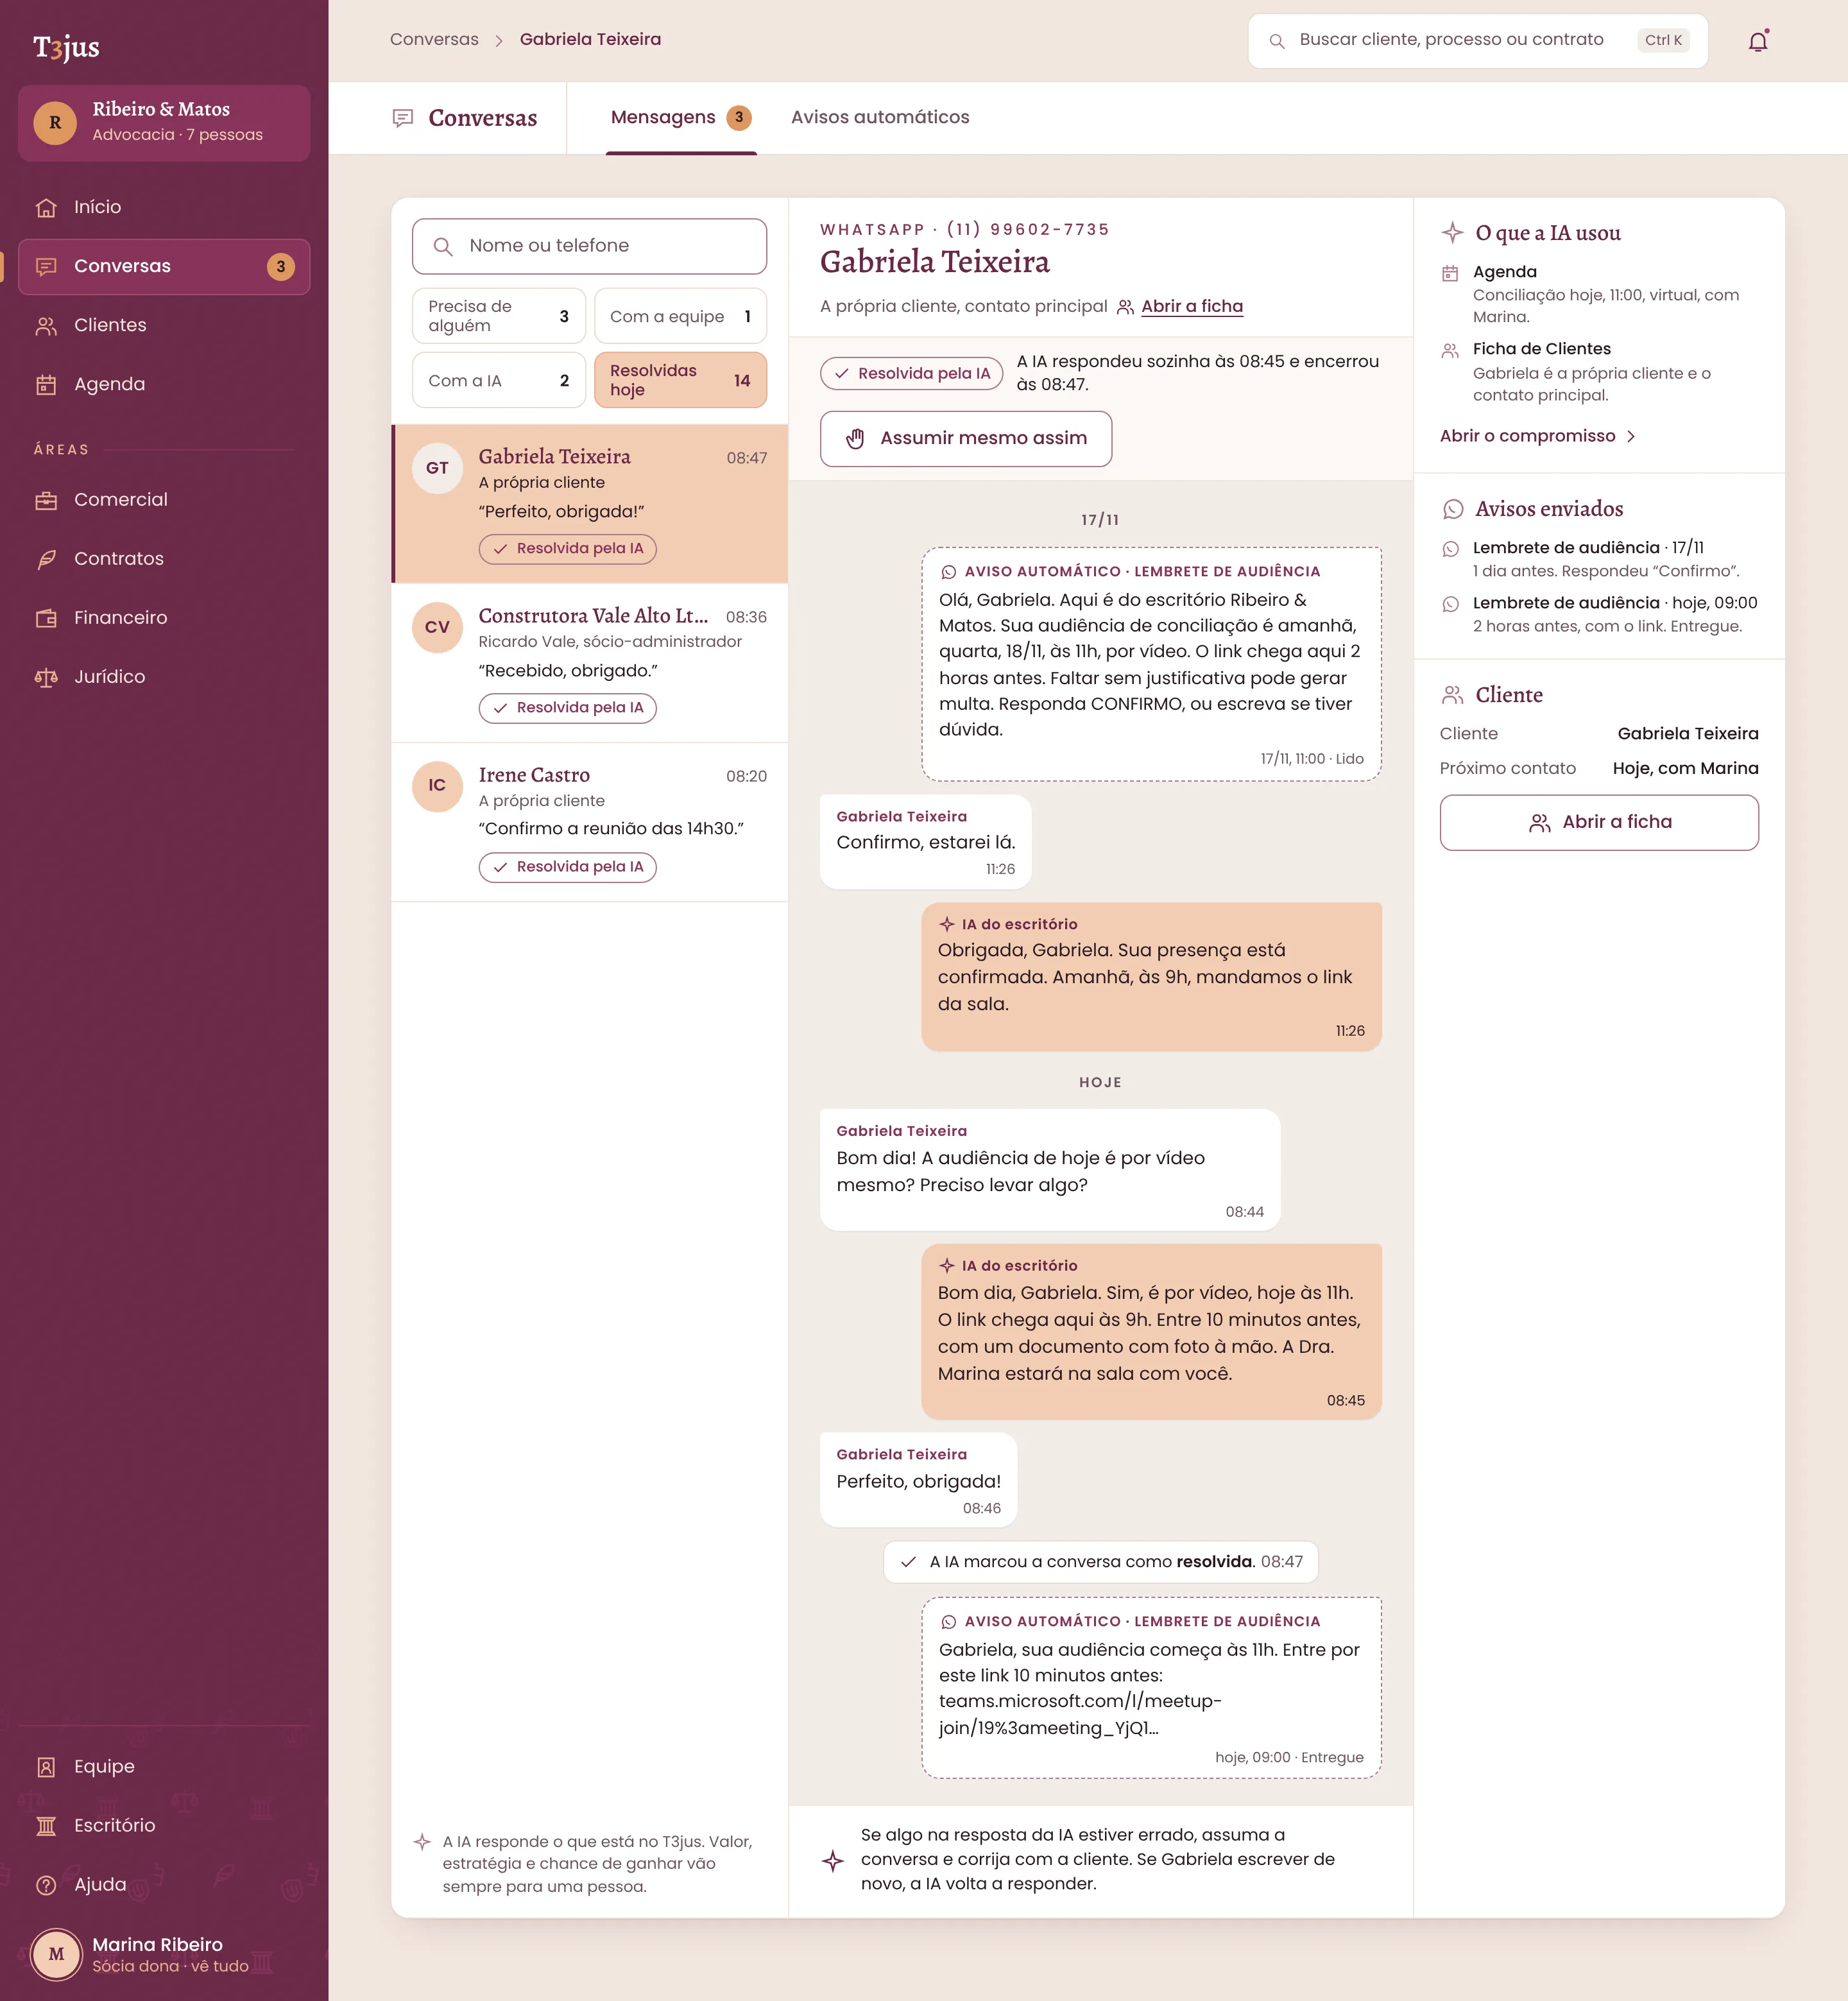 T3jus
R
Ribeiro & Matos
Advocacia · 7 pessoas
Início
Conversas
3
Clientes
Agenda
ÁREAS
Comercial
Contratos
Financeiro
Jurídico
Equipe
Escritório
Ajuda
M
Marina Ribeiro
Sócia dona · vê tudo
Conversas
Gabriela Teixeira
Buscar cliente, processo ou contrato
Ctrl K
Conversas
Mensagens 3
Avisos automáticos
Nome ou telefone
Precisa de
alguém
3
Com a equipe 1
Com a IA 2
Resolvidas
hoje
14
GT
Gabriela Teixeira 08:47
A própria cliente
“Perfeito, obrigada!”
Resolvida pela IA
CV
Construtora Vale Alto Lt... 08:36
Ricardo Vale, sócio-administrador
“Recebido, obrigado.”
Resolvida pela IA
IC
Irene Castro 08:20
A própria cliente
“Confirmo a reunião das 14h30.”
Resolvida pela IA
A IA responde o que está no T3jus. Valor,
estratégia e chance de ganhar vão
sempre para uma pessoa.
WHATSAPP · (11) 99602-7735
Gabriela Teixeira
A própria cliente, contato principal Abrir a ficha
Resolvida pela IA
A IA respondeu sozinha às 08:45 e encerrou
às 08:47.
Assumir mesmo assim
17/11
AVISO AUTOMÁTICO · LEMBRETE DE AUDIÊNCIA
Olá, Gabriela. Aqui é do escritório Ribeiro &
Matos. Sua audiência de conciliação é amanhã,
quarta, 18/11, às 11h, por vídeo. O link chega aqui 2
horas antes. Faltar sem justificativa pode gerar
multa. Responda CONFIRMO, ou escreva se tiver
dúvida.
17/11, 11:00 · Lido
Gabriela Teixeira
Confirmo, estarei lá.
11:26
IA do escritório
Obrigada, Gabriela. Sua presença está
confirmada. Amanhã, às 9h, mandamos o link
da sala.
11:26
HOJE
Gabriela Teixeira
Bom dia! A audiência de hoje é por vídeo
mesmo? Preciso levar algo?
08:44
IA do escritório
Bom dia, Gabriela. Sim, é por vídeo, hoje às 11h.
O link chega aqui às 9h. Entre 10 minutos antes,
com um documento com foto à mão. A Dra.
Marina estará na sala com você.
08:45
Gabriela Teixeira
Perfeito, obrigada!
08:46
A IA marcou a conversa como resolvida. 08:47
AVISO AUTOMÁTICO · LEMBRETE DE AUDIÊNCIA
Gabriela, sua audiência começa às 11h. Entre por
este link 10 minutos antes:
teams.microsoft.com/l/meetup-
join/19%3ameeting_YjQ1...
hoje, 09:00 · Entregue
Se algo na resposta da IA estiver errado, assuma a
conversa e corrija com a cliente. Se Gabriela escrever de
novo, a IA volta a responder.
O que a IA usou
Agenda
Conciliação hoje, 11:00, virtual, com
Marina.
Ficha de Clientes
Gabriela é a própria cliente e o
contato principal.
Abrir o compromisso
Avisos enviados
Lembrete de audiência · 17/11
1 dia antes. Respondeu “Confirmo”.
Lembrete de audiência · hoje, 09:00
2 horas antes, com o link. Entregue.
Cliente
Cliente Gabriela Teixeira
Próximo contato Hoje, com Marina
Abrir a ficha